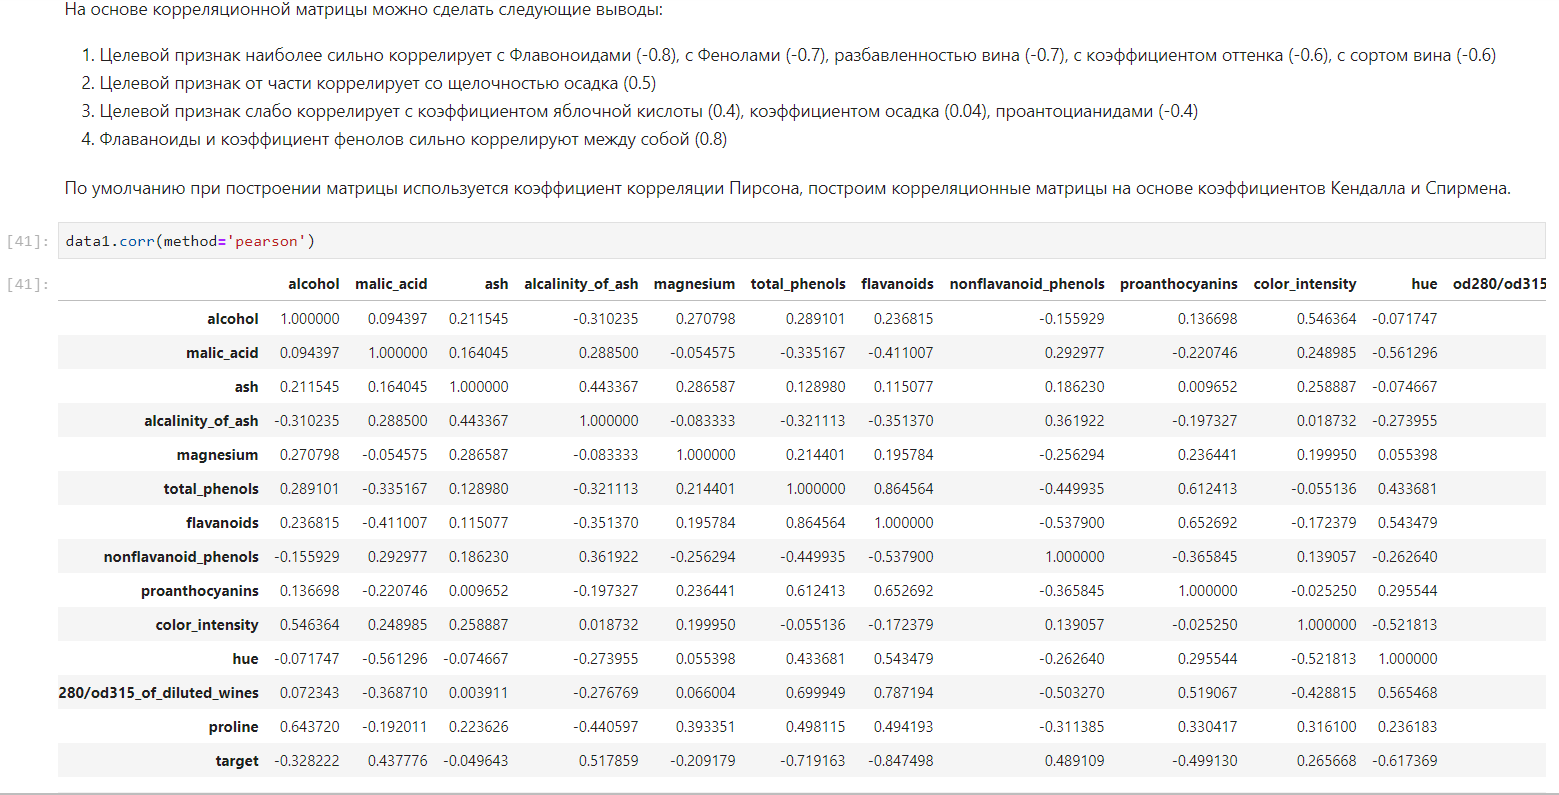 На основе корреляционной матрицы можно сделать следующие выводы:
1. Целевой признак наиболее сильно коррелирует с Флавоноидами (-0.8), с Фенолами (-0.7), разбавленностью вина (-0.7), с коэффициентом оттенка (-0.6), с сортом вина (-0.6)
2. Целевой признак от части коррелирует со щелочностью осадка (0.5)
3. Целевой признак слабо коррелирует с коэффициентом яблочной кислоты (0.4), коэффициентом осадка (0.04), проантоцианидами (-0.4)
4. Флаваноиды и коэффициент фенолов сильно коррелируют между собой (0.8)
По умолчанию при построении матрицы используется коэффициент корреляции Пирсона, построим корреляционные матрицы на основе коэффициентов Кендалла и Спирмена.
[41]: data1.corr(method='pearson')
[41]:
alcohol malic_acid ash alcalinity_of_ash magnesium total_phenols flavanoids nonflavanoid_phenols proanthocyanins color_intensity hue od280/od315
alcohol 1.000000 0.094397 0.211545 -0.310235 0.270798 0.289101 0.236815 -0.155929 0.136698 0.546364 -0.071747
malic_acid 0.094397 1.000000 0.164045 0.288500 -0.054575 -0.335167 -0.411007 0.292977 -0.220746 0.248985 -0.561296
ash 0.211545 0.164045 1.000000 0.443367 0.286587 0.128980 0.115077 0.186230 0.009652 0.258887 -0.074667
alcalinity_of_ash -0.310235 0.288500 0.443367 1.000000 -0.083333 -0.321113 -0.351370 0.361922 -0.197327 0.018732 -0.273955
magnesium 0.270798 -0.054575 0.286587 -0.083333 1.000000 0.214401 0.195784 -0.256294 0.236441 0.199950 0.055398
total_phenols 0.289101 -0.335167 0.128980 -0.321113 0.214401 1.000000 0.864564 -0.449935 0.612413 -0.055136 0.433681
flavanoids 0.236815 -0.411007 0.115077 -0.351370 0.195784 0.864564 1.000000 -0.537900 0.652692 -0.172379 0.543479
nonflavanoid_phenols -0.155929 0.292977 0.186230 0.361922 -0.256294 -0.449935 -0.537900 1.000000 -0.365845 0.139057 -0.262640
proanthocyanins 0.136698 -0.220746 0.009652 -0.197327 0.236441 0.612413 0.652692 -0.365845 1.000000 -0.025250 0.295544
color_intensity 0.546364 0.248985 0.258887 0.018732 0.199950 -0.055136 -0.172379 0.139057 -0.025250 1.000000 -0.521813
hue -0.071747 -0.561296 -0.074667 -0.273955 0.055398 0.433681 0.543479 -0.262640 0.295544 -0.521813 1.000000
280/od315_of_diluted_wines 0.072343 -0.368710 0.003911 -0.276769 0.066004 0.699949 0.787194 -0.503270 0.519067 -0.428815 0.565468
proline 0.643720 -0.192011 0.223626 -0.440597 0.393351 0.498115 0.494193 -0.311385 0.330417 0.316100 0.236183
target -0.328222 0.437776 -0.049643 0.517859 -0.209179 -0.719163 -0.847498 0.489109 -0.499130 0.265668 -0.617369